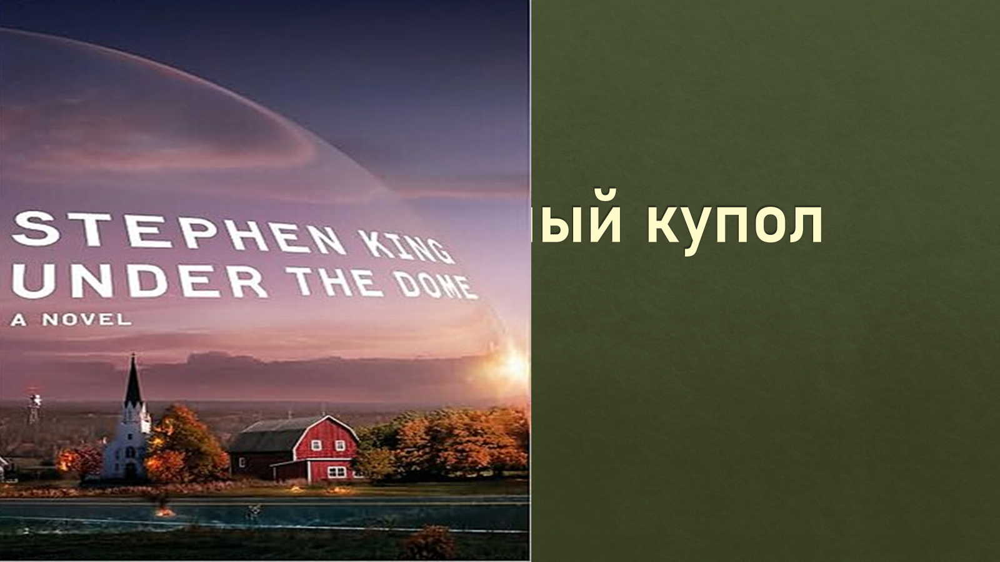 STEPHEN KING
UNDER THE DOME
A NOVEL
ый купол